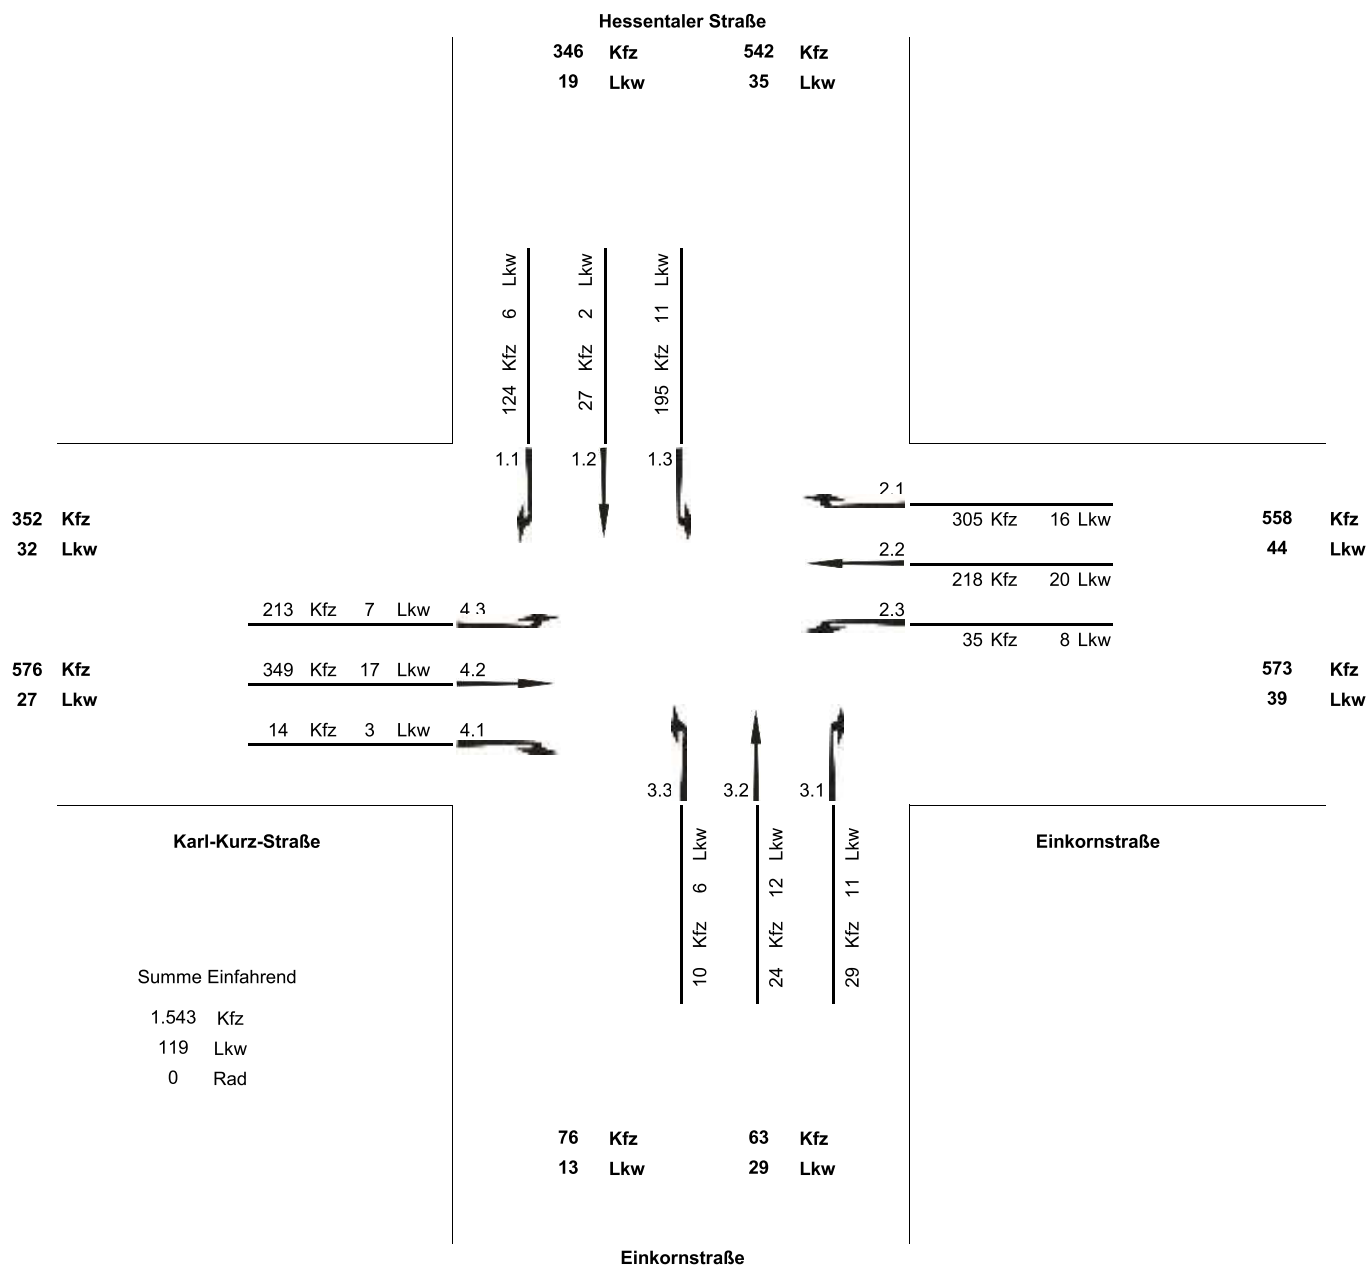 Hessentaler Straße
346 Kfz 542 Kfz
19 Lkw 35 Lkw
124 Kfz 6 Lkw
27 Kfz 2 Lkw
195 Kfz 11 Lkw
1.1 1.2 1.3
2.1
305 Kfz 16 Lkw
352 Kfz
32 Lkw
558 Kfz
44 Lkw
2.2
218 Kfz 20 Lkw
213 Kfz 7 Lkw 4.3
2.3
35 Kfz 8 Lkw
576 Kfz
27 Lkw
349 Kfz 17 Lkw 4.2
573 Kfz
39 Lkw
14 Kfz 3 Lkw 4.1
3.3 3.2 3.1
10 Kfz 6 Lkw
24 Kfz 12 Lkw
29 Kfz 11 Lkw
Karl-Kurz-Straße
Einkornstraße
Summe Einfahrend
1.543 Kfz
119 Lkw
0 Rad
76 Kfz 63 Kfz
13 Lkw 29 Lkw
Einkornstraße